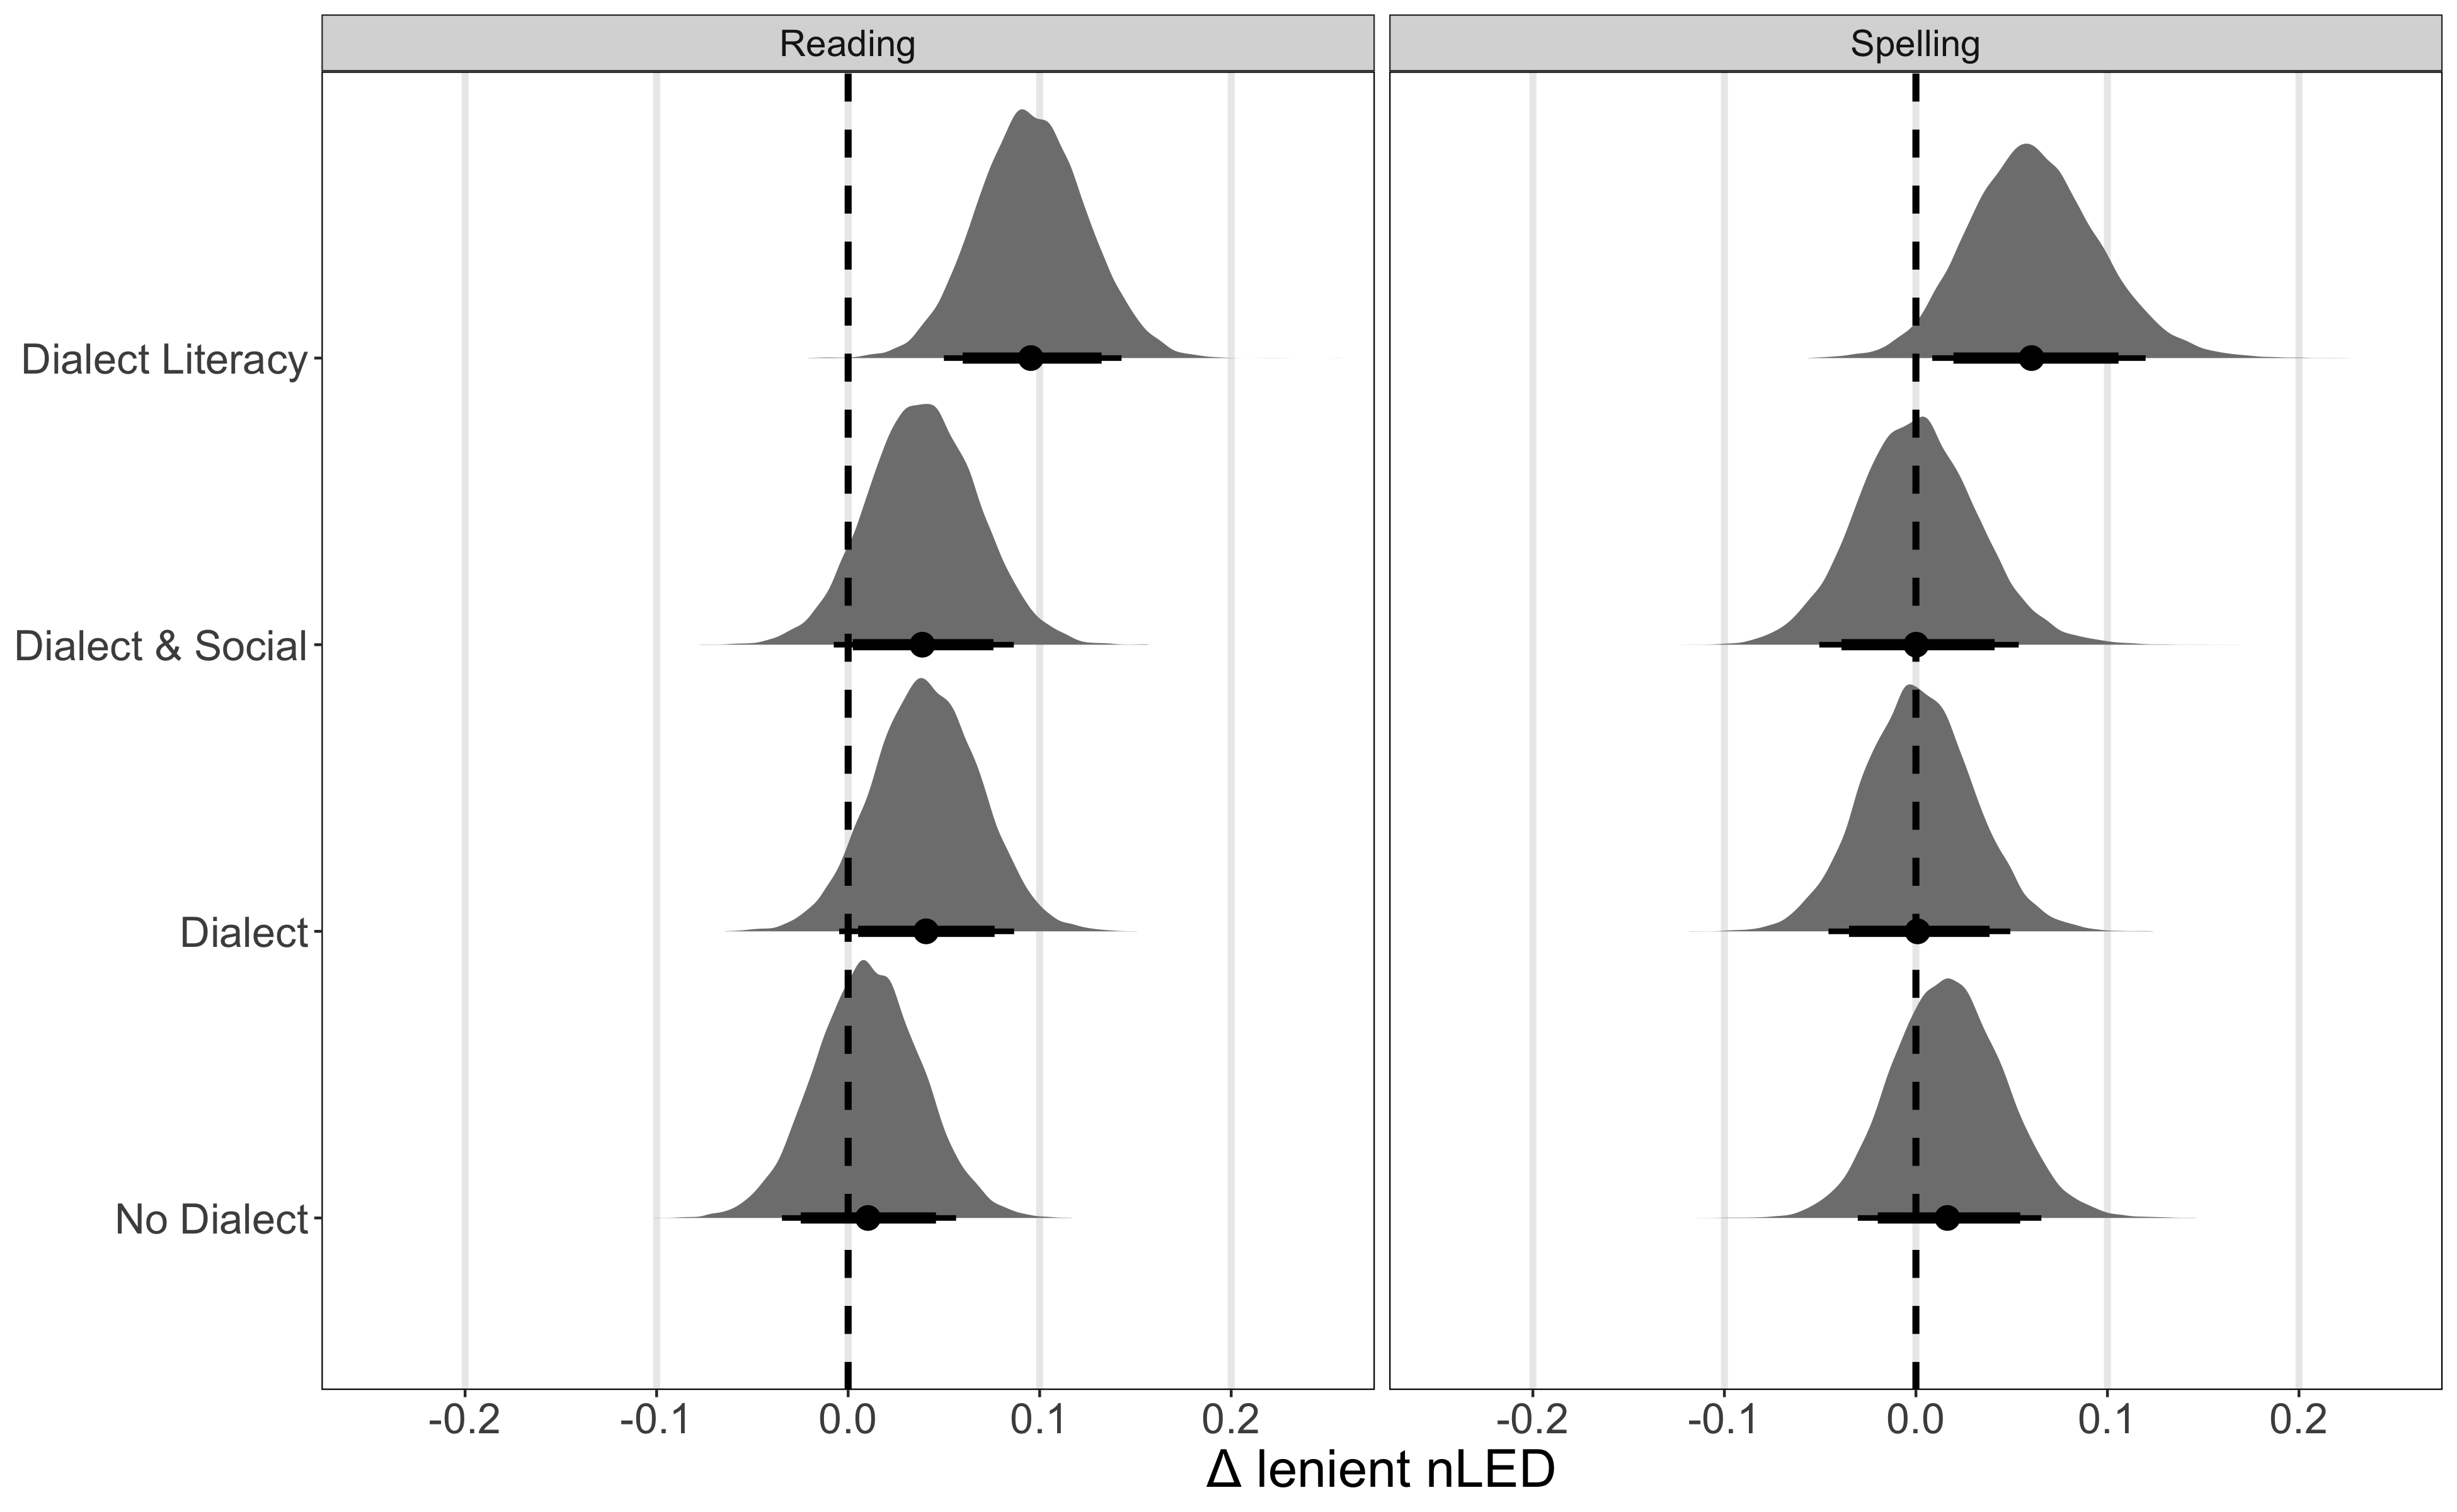 Reading
Spelling
Dialect Literacy
Dialect & Social
Dialect
No Dialect
-0.2 -0.1 0.0 0.1 0.2
-0.2 -0.1 0.0 0.1 0.2
Δ lenient nLED